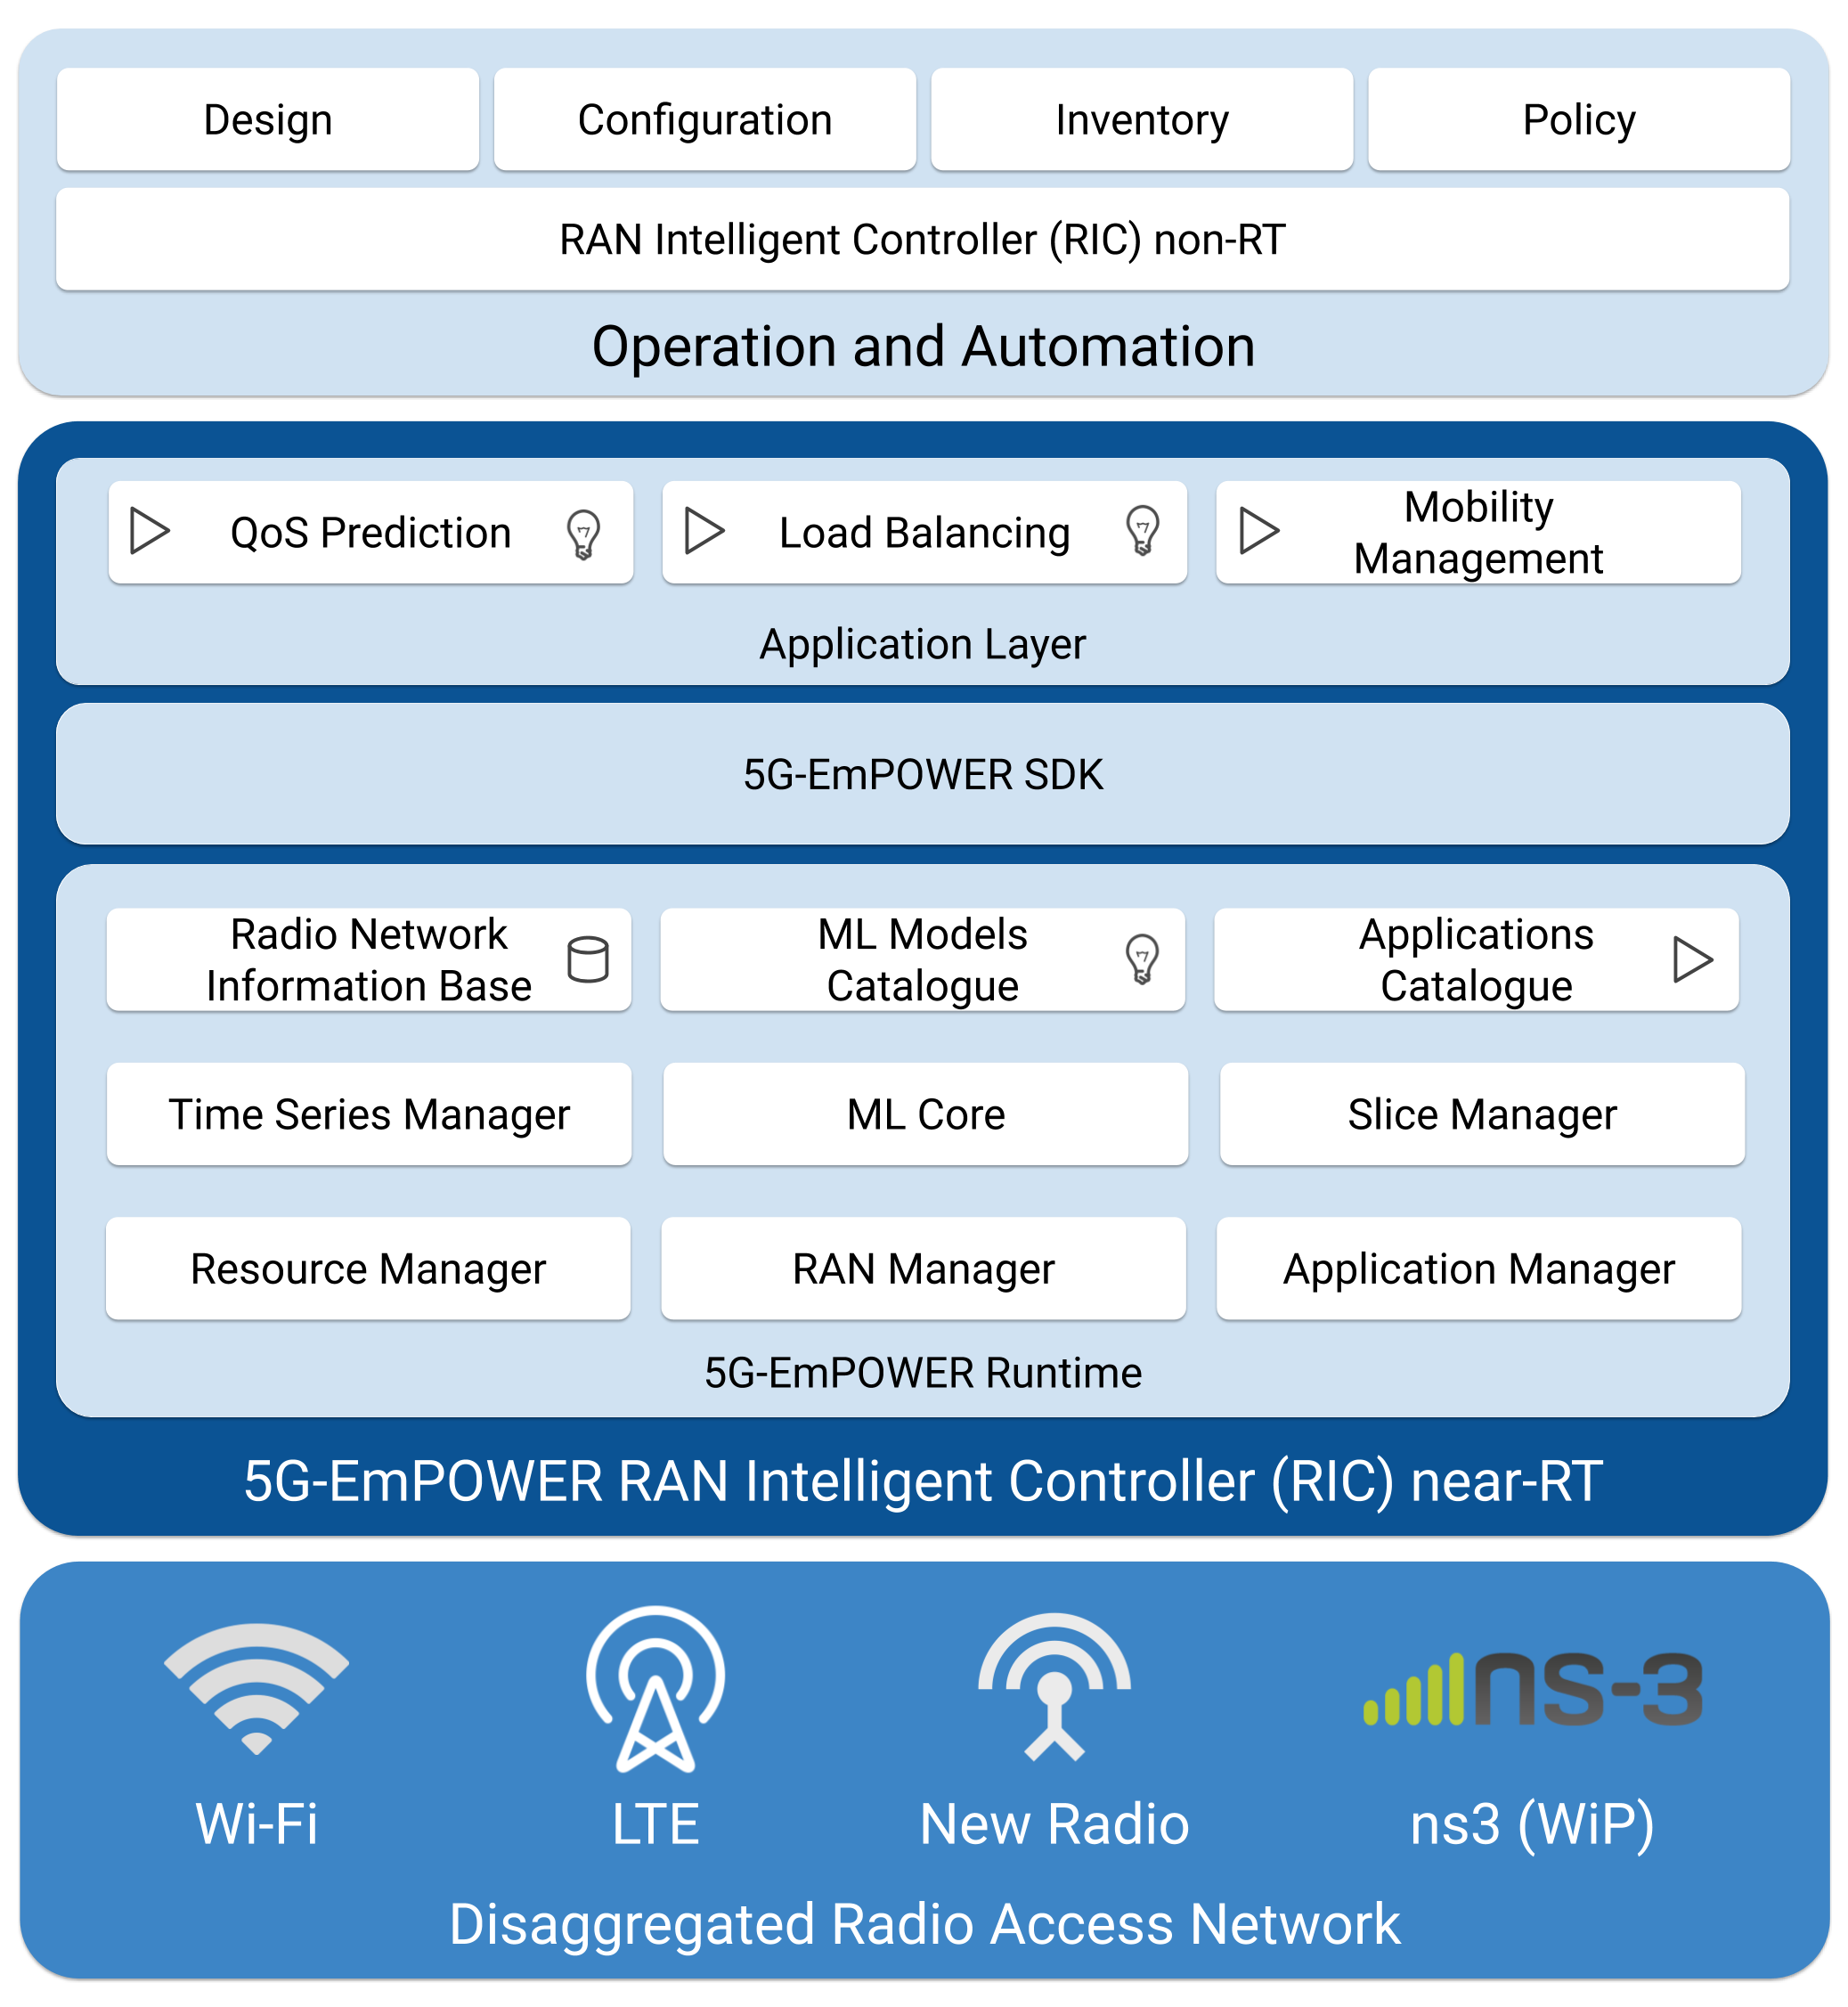 Design
Configuration
Inventory
Policy
RAN Intelligent Controller (RIC) non-RT
Operation and Automation
QoS Prediction
Load Balancing
Mobility
Management
Application Layer
5G-EmPOWER SDK
Radio Network
Information Base
ML Models
Catalogue
Applications
Catalogue
Time Series Manager
ML Core
Slice Manager
Resource Manager
RAN Manager
Application Manager
5G-EmPOWER Runtime
5G-EmPOWER RAN Intelligent Controller (RIC) near-RT
ns-3
Wi-Fi
LTE
New Radio
ns3 (WiP)
Disaggregated Radio Access Network